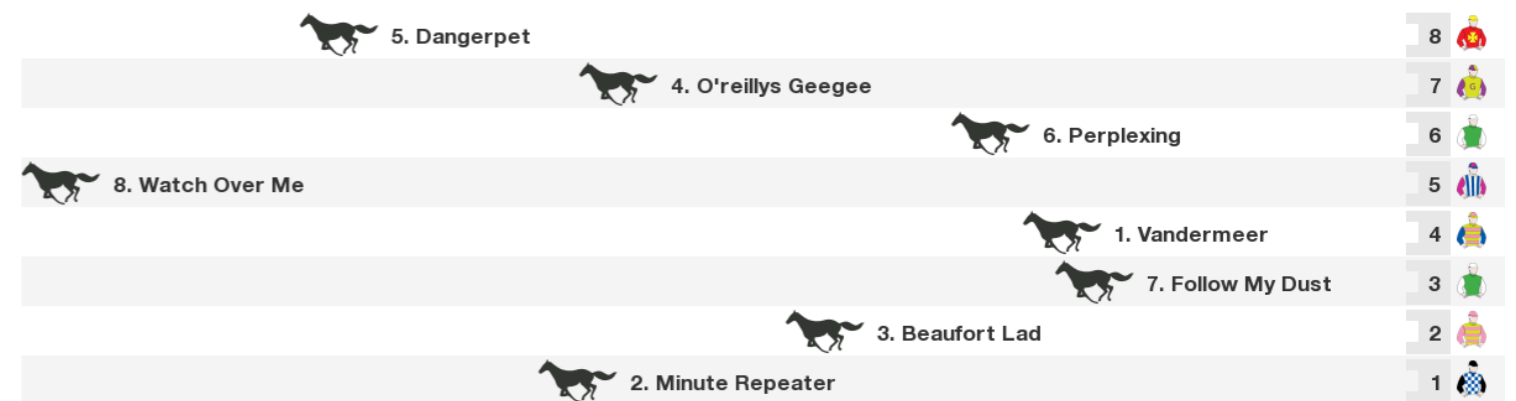 5. Dangerpet 8
4. O'reillys Geegee 7 G
6. Perplexing 6
8. Watch Over Me 5
1. Vandermeer 4
7. Follow My Dust 3
3. Beaufort Lad 2
2. Minute Repeater 1